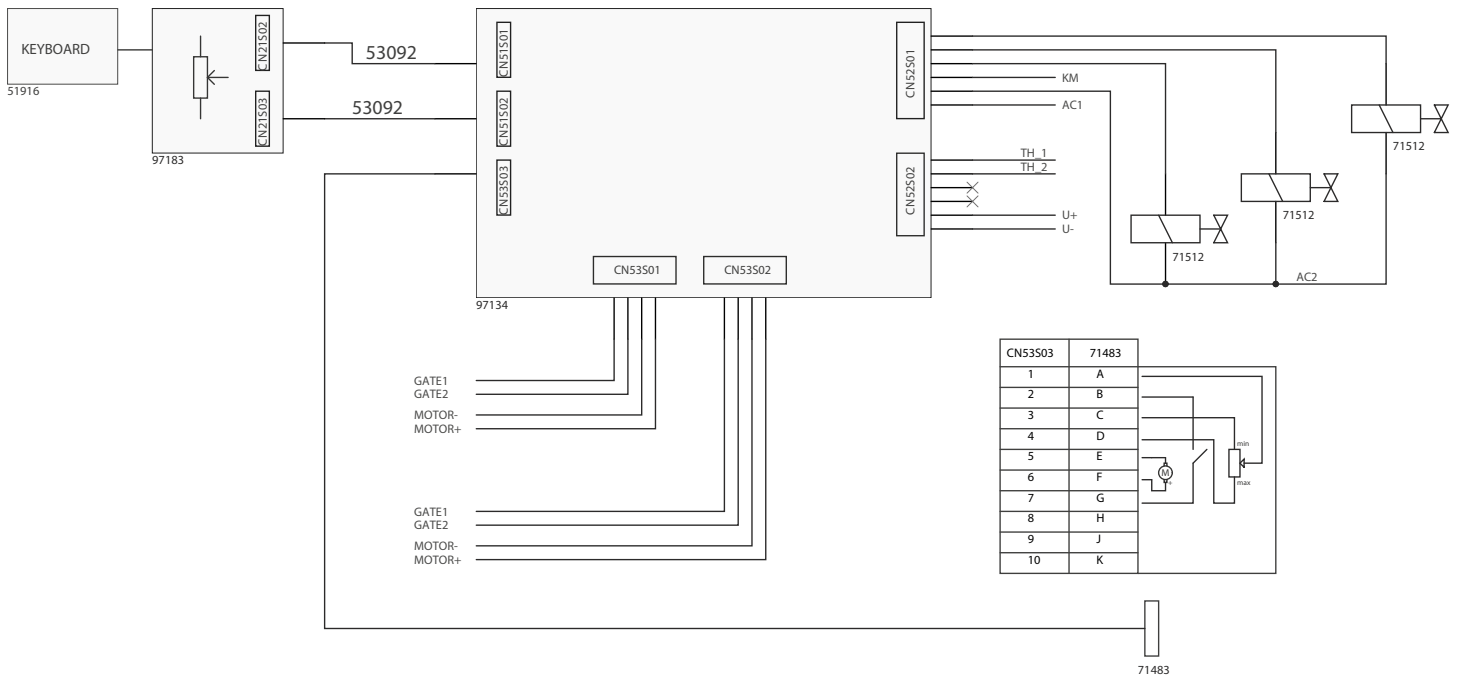 KEYBOARD
51916
CN21S02
CN21S03
97183
53092
53092
CN51S01
CN51S02
CN53S03
CN52S01
CN52S02
CN53S01
CN53S02
97134
KM
AC1
TH_1
TH_2
U+
U-
71512
71512
71512
AC2
GATE1
GATE2
MOTOR-
MOTOR+
GATE1
GATE2
MOTOR-
MOTOR+
CN53S03 71483
1 A
2 B
3 C
4 D
5 E
6 F
7 G
8 H
9 J
10 K
min
M
+
max
71483